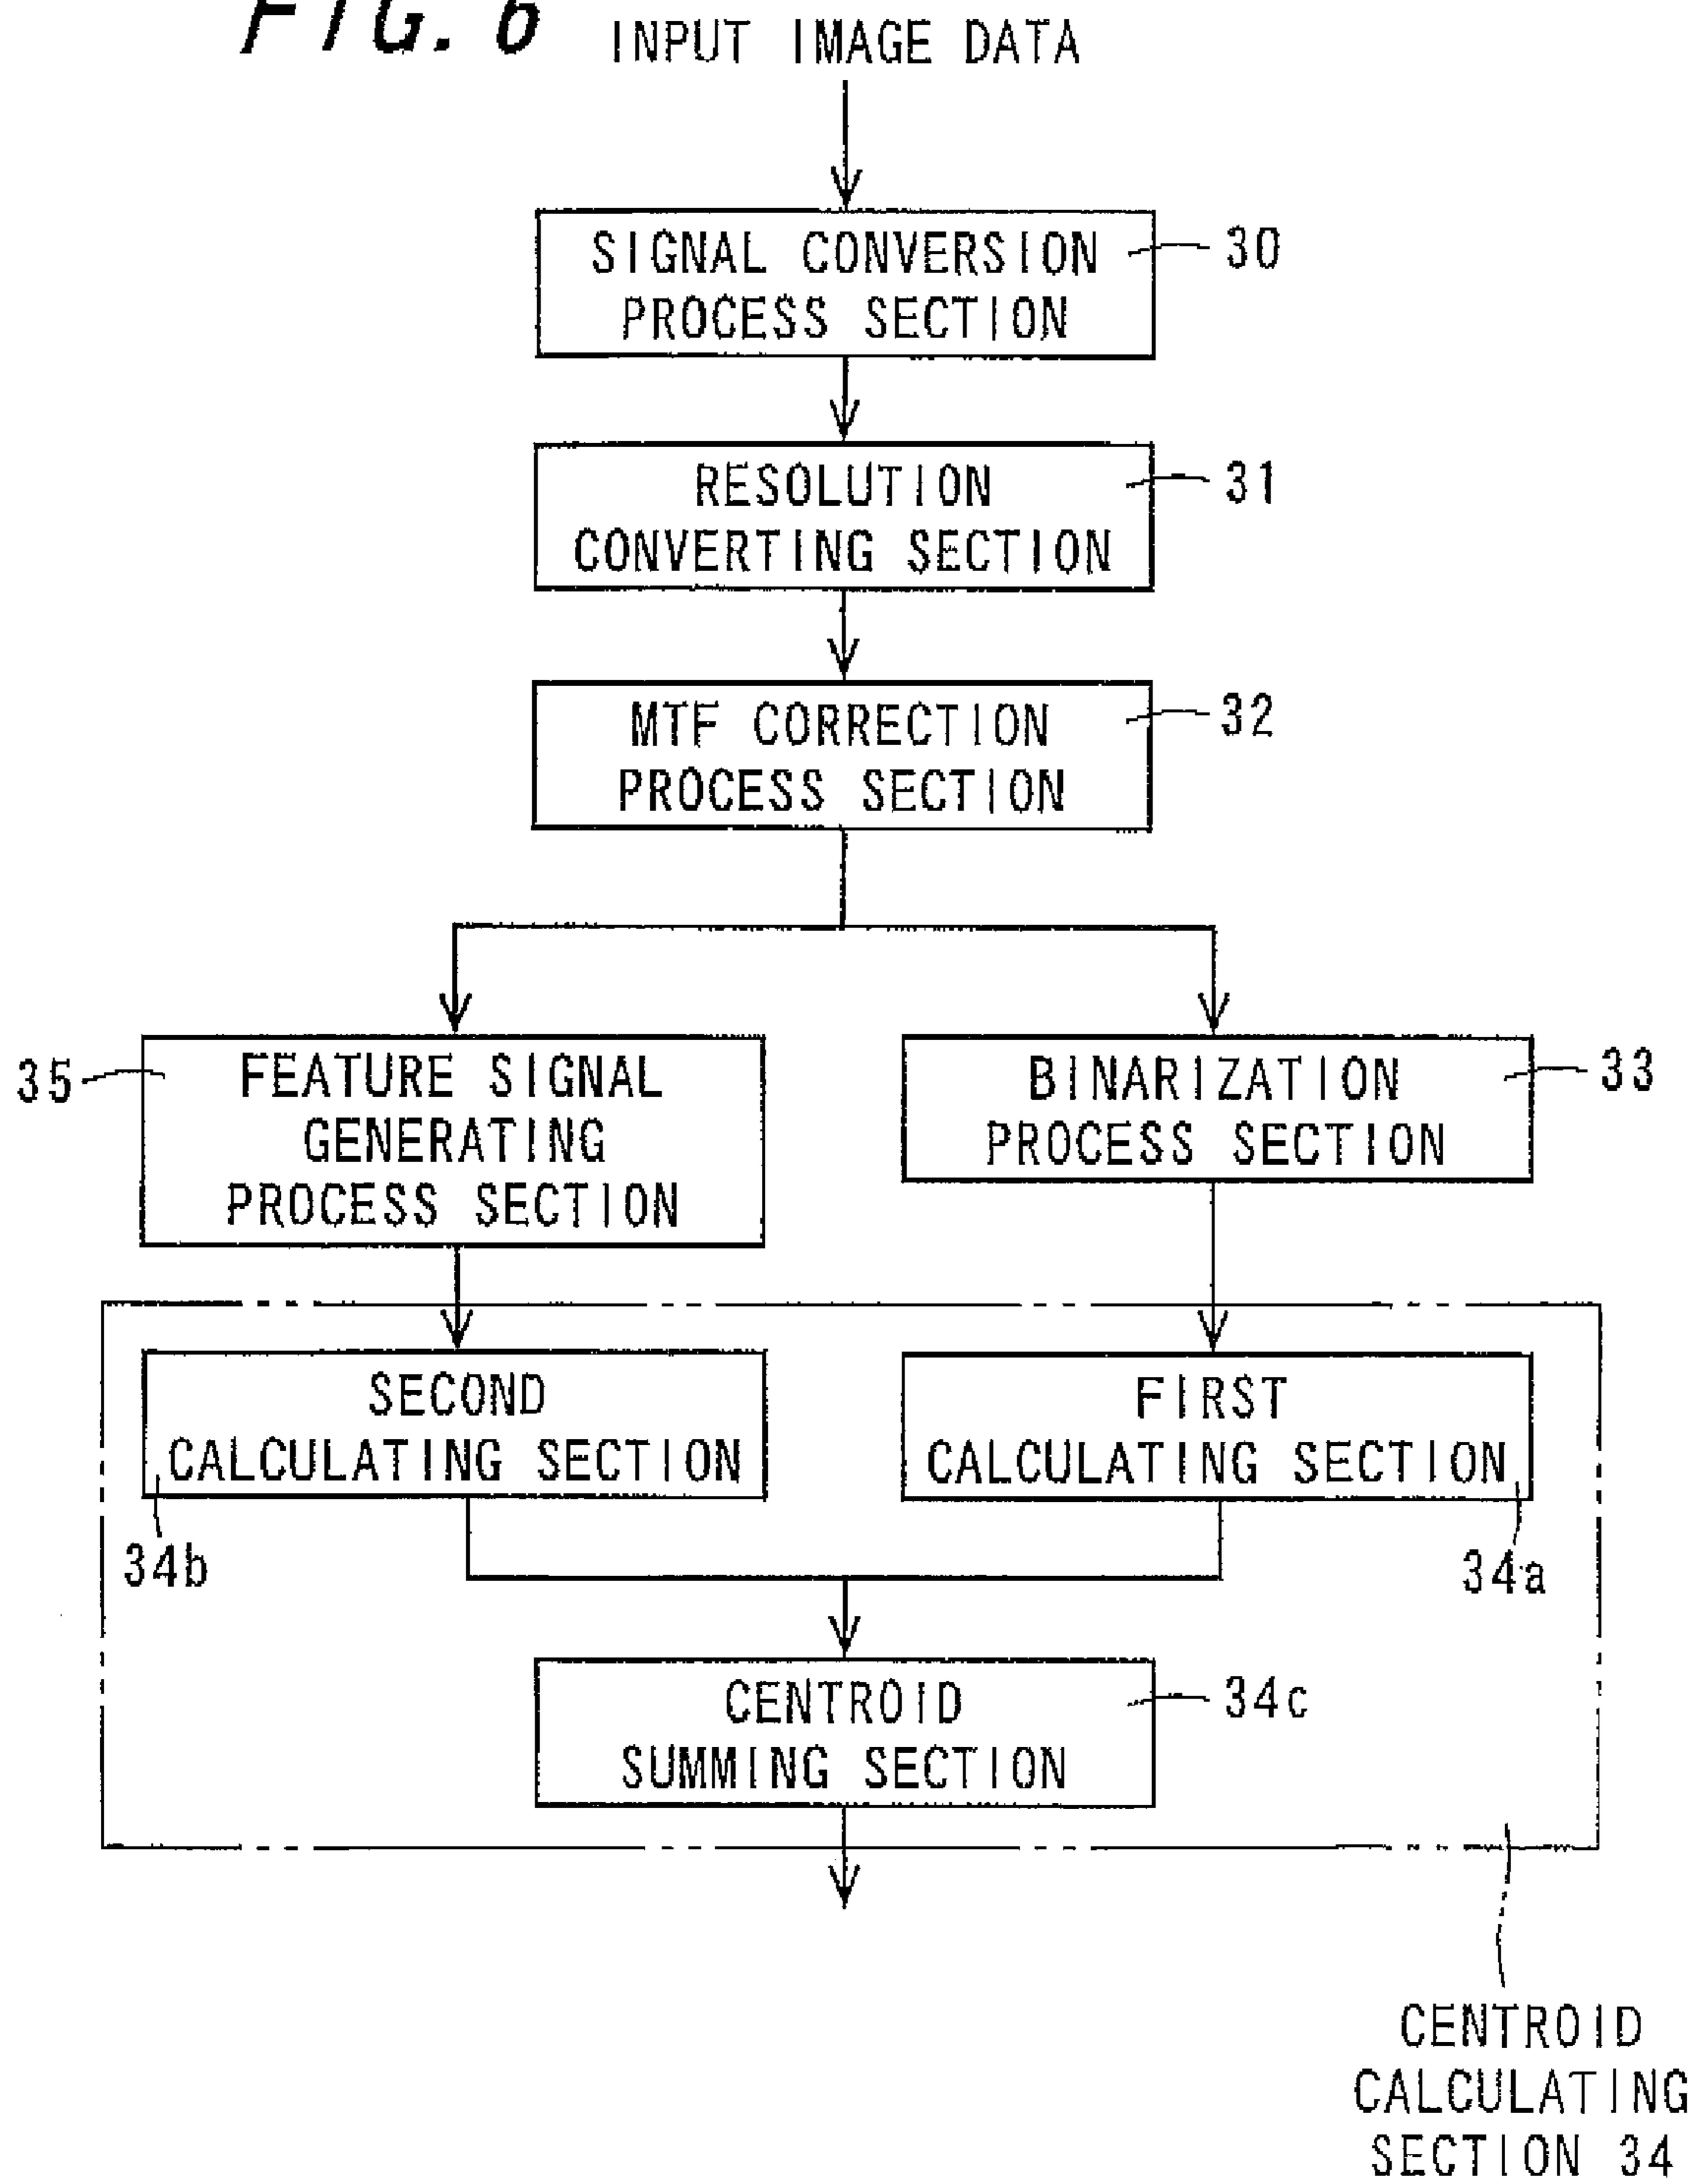 FIG. 6
INPUT IMAGE DATA
SIGNAL CONVERSION
PROCESS SECTION
30
RESOLUTION
CONVERTING SECTION
31
MTF CORRECTION
PROCESS SECTION
32
35
FEATURE SIGNAL
GENERATING
PROCESS SECTION
BINARIZATION
PROCESS SECTION
33
SECOND
CALCULATING SECTION
34b
FIRST
CALCULATING SECTION
34a
CENTROID
SUMMING SECTION
34c
CENTROID
CALCULATING
SECTION 34